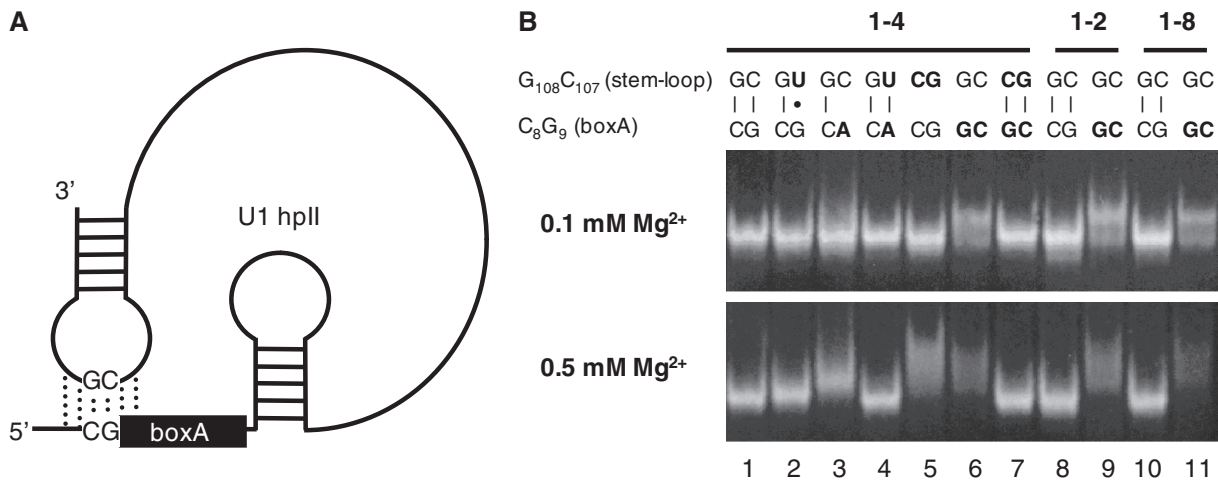 A
3’
U1 hpII
GC
5’
CG
boxA
B
1-4 1-2 1-8
G₁₀₈C₁₀₇ (stem-loop) GC GU GC GU CG GC CG GC GC GC GC
C₈G₉ (boxA) CG CG CA CA CG GC GC CG GC CG GC
0.1 mM Mg²⁺
0.5 mM Mg²⁺
1 2 3 4 5 6 7 8 9 10 11